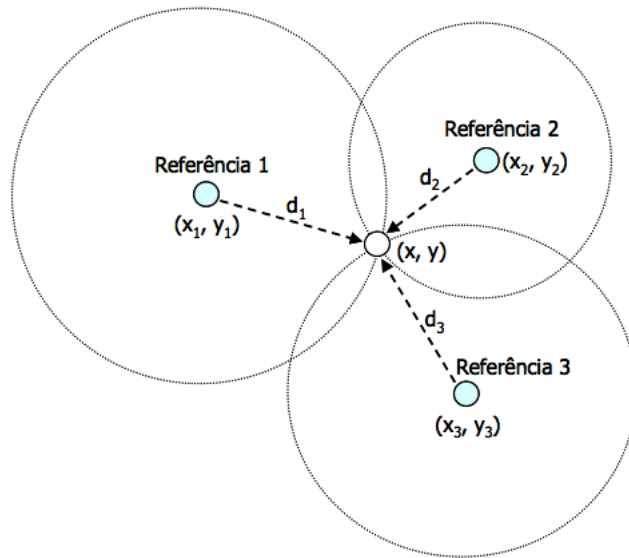 Referência 1
(x₁, y₁)
d₁
Referência 2
(x₂, y₂)
d₂
(x, y)
d₃
Referência 3
(x₃, y₃)